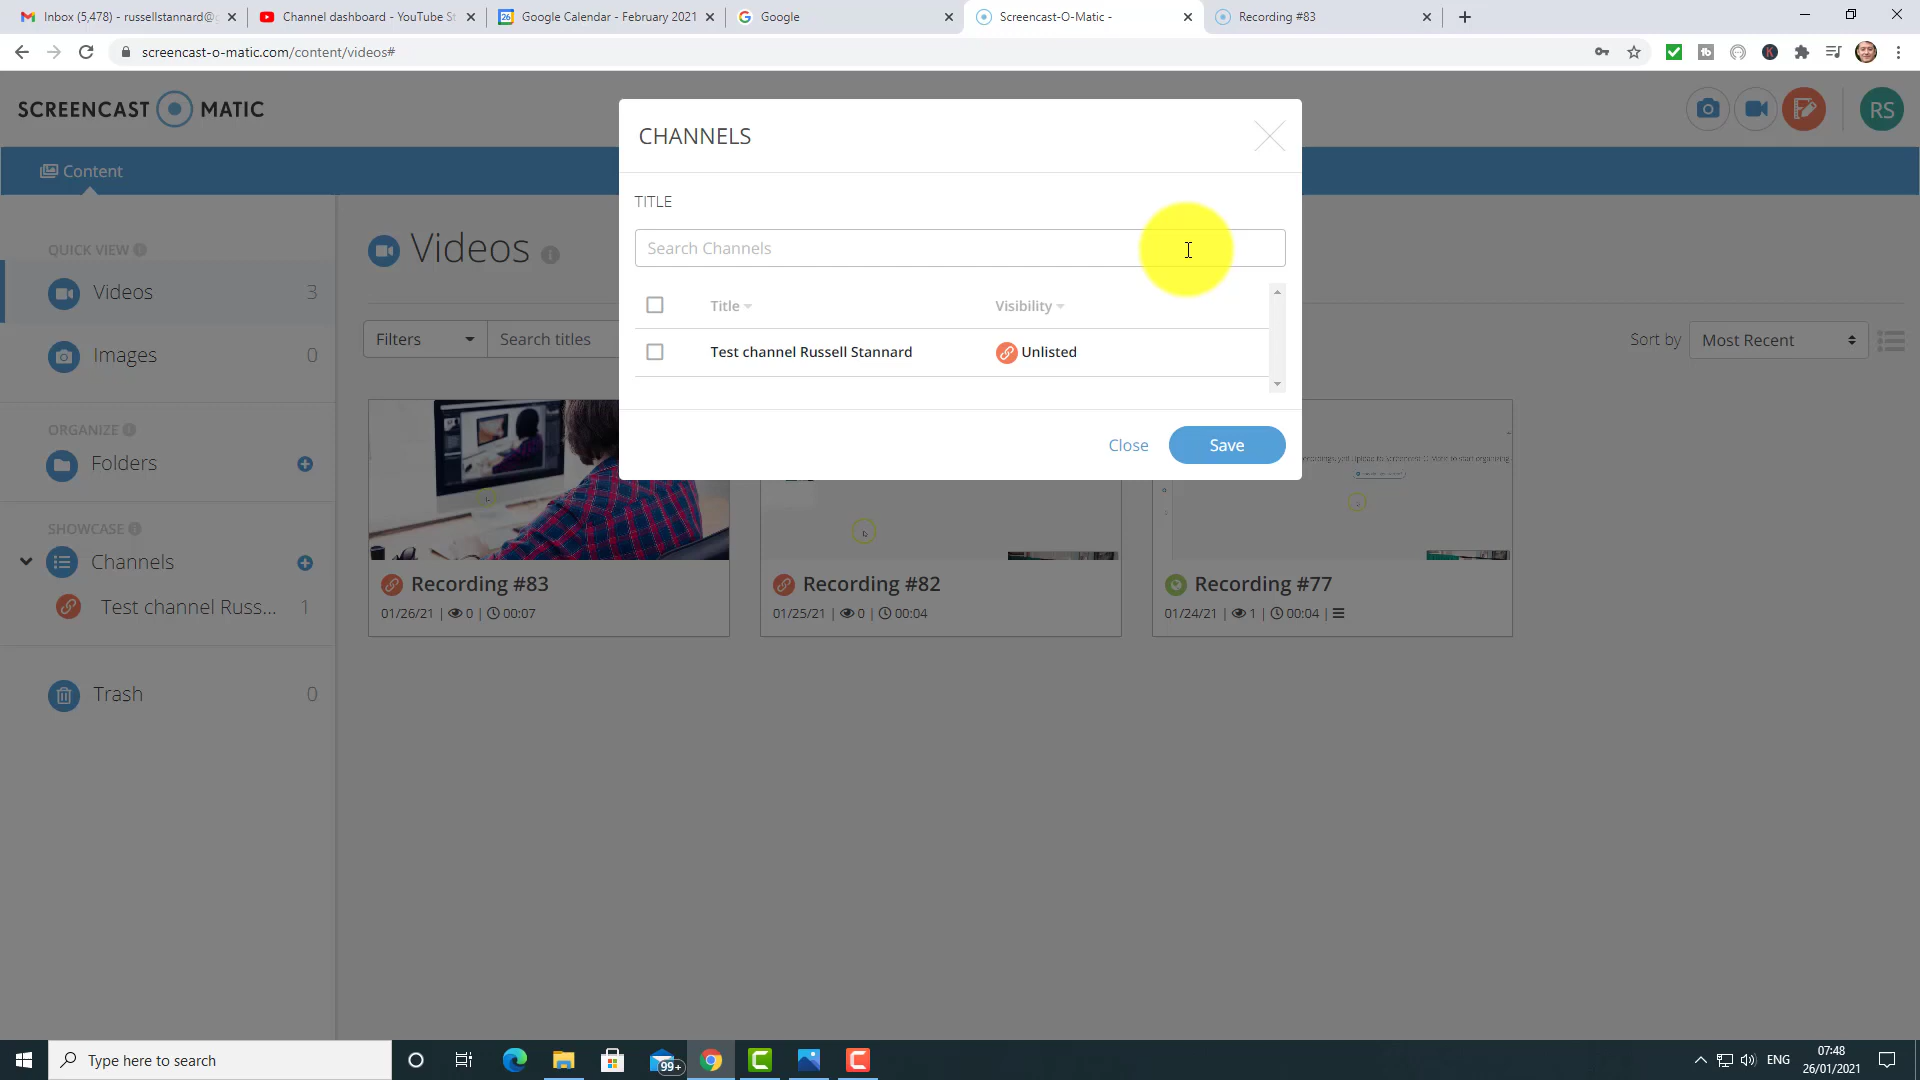 Inbox (5,478) - russellstannard@
Channel dashboard - YouTube St
Google Calendar - February 2021
Google
Screencast-O-Matic -
Recording #83
screencast-o-matic.com/content/videos#
SCREENCAST MATIC
RS
Content
CHANNELS
TITLE
Search Channels
Title
Visibility
Test channel Russell Stannard
Unlisted
Close
Save
QUICK VIEW
Videos 3
Images 0
ORGANIZE
Folders
SHOWCASE
Channels
Test channel Russ... 1
Trash 0
Videos
Filters
Search titles
Sort by
Most Recent
Recording #83
01/26/21 | 0 | 00:07
Recording #82
01/25/21 | 0 | 00:04
Recording #77
01/24/21 | 1 | 00:04 |
Type here to search
99+
ENG
07:48
26/01/2021